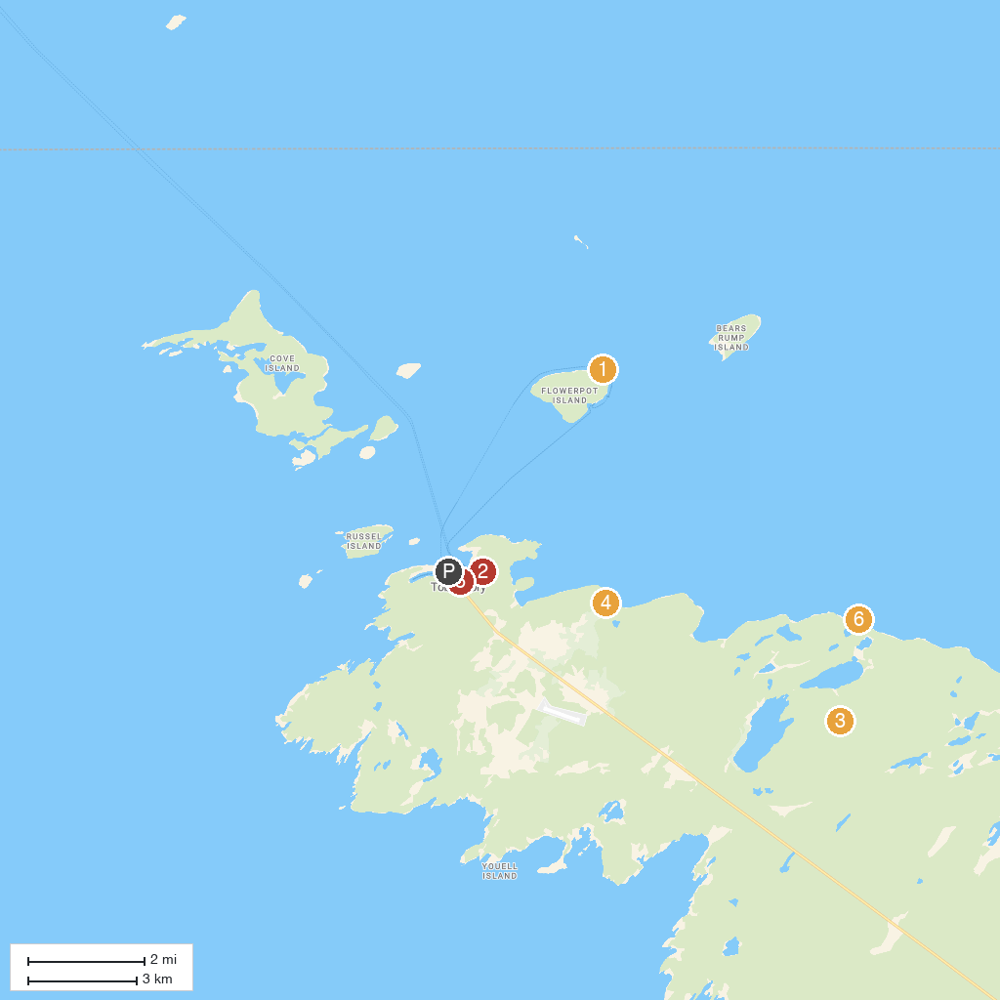 BEARS
RUMP
ISLAND
COVE
ISLAND
1
FLOWERPOT
ISLAND
RUSSEL
ISLAND
P
2
4
6
3
YOUELL
ISLAND
2 mi
3 km